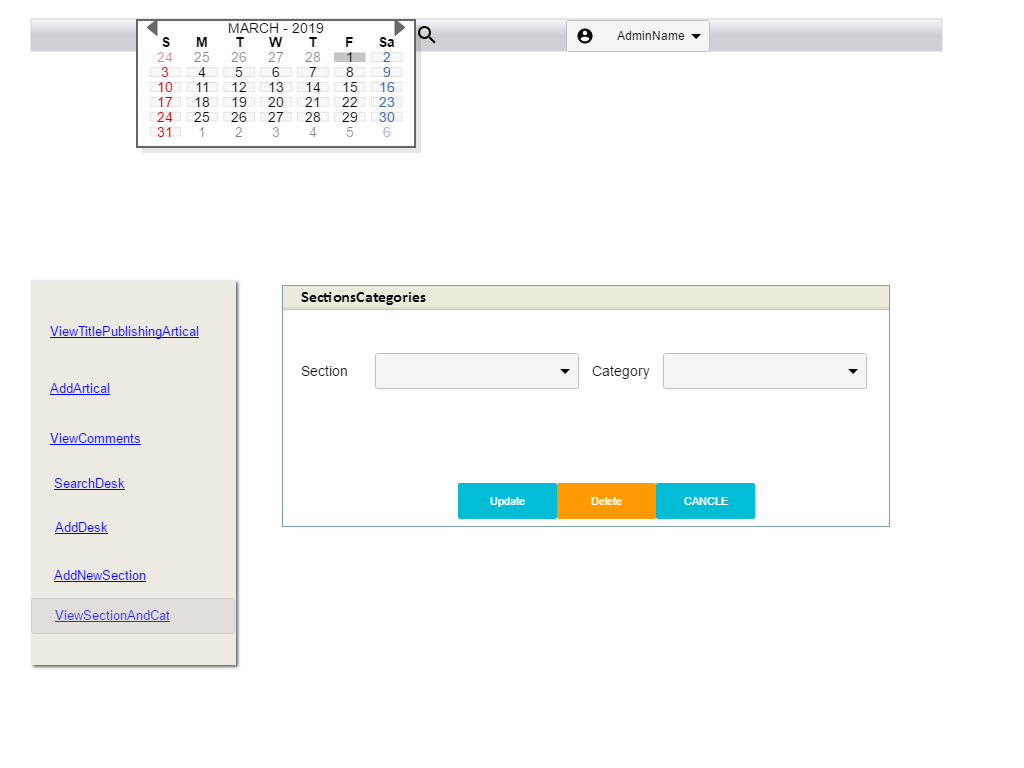 MARCH - 2019
S M T W T F Sa
24 25 26 27 28 1 2
3 4 5 6 7 8 9
10 11 12 13 14 15 16
17 18 19 20 21 22 23
24 25 26 27 28 29 30
31 1 2 3 4 5 6
AdminName
ViewTitlePublishingArtical
AddArtical
ViewComments
SearchDesk
AddDesk
AddNewSection
ViewSectionAndCat
SectionsCategories
Section Category
Update Delete CANCLE